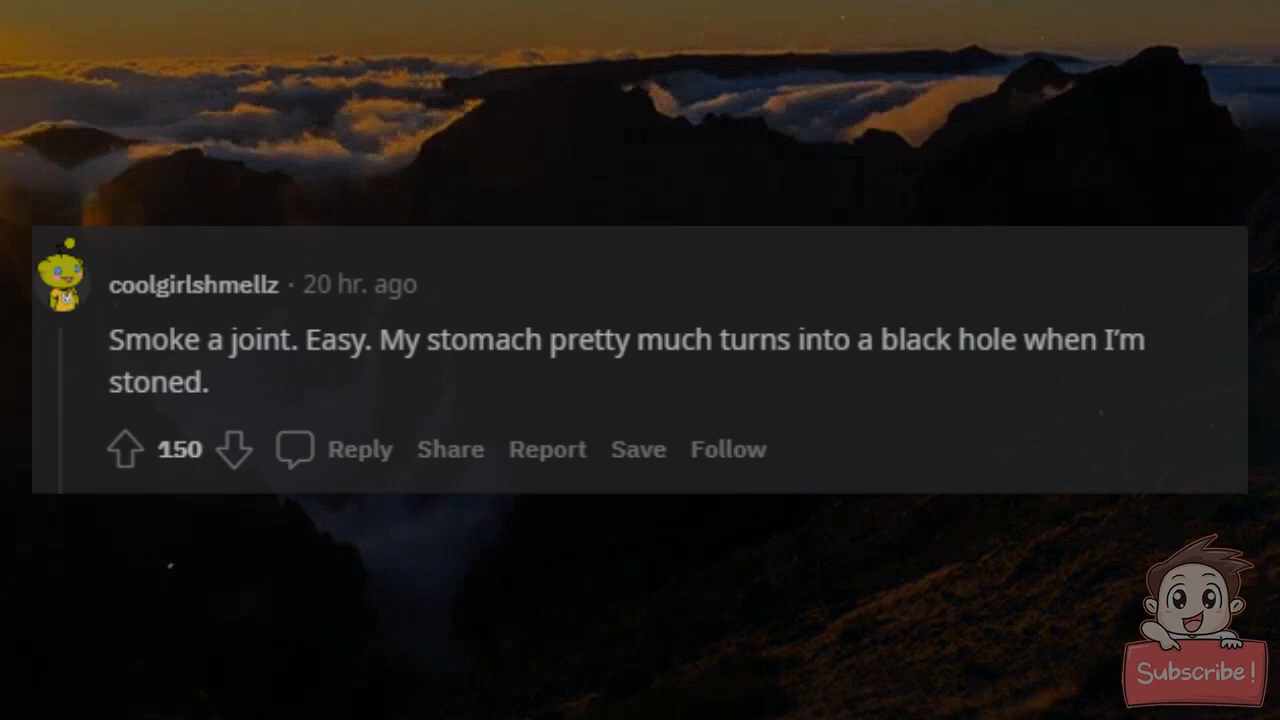 coolgirlshmellz · 20 hr. ago
Smoke a joint. Easy. My stomach pretty much turns into a black hole when I’m
stoned.
150 Reply Share Report Save Follow
Subscribe!